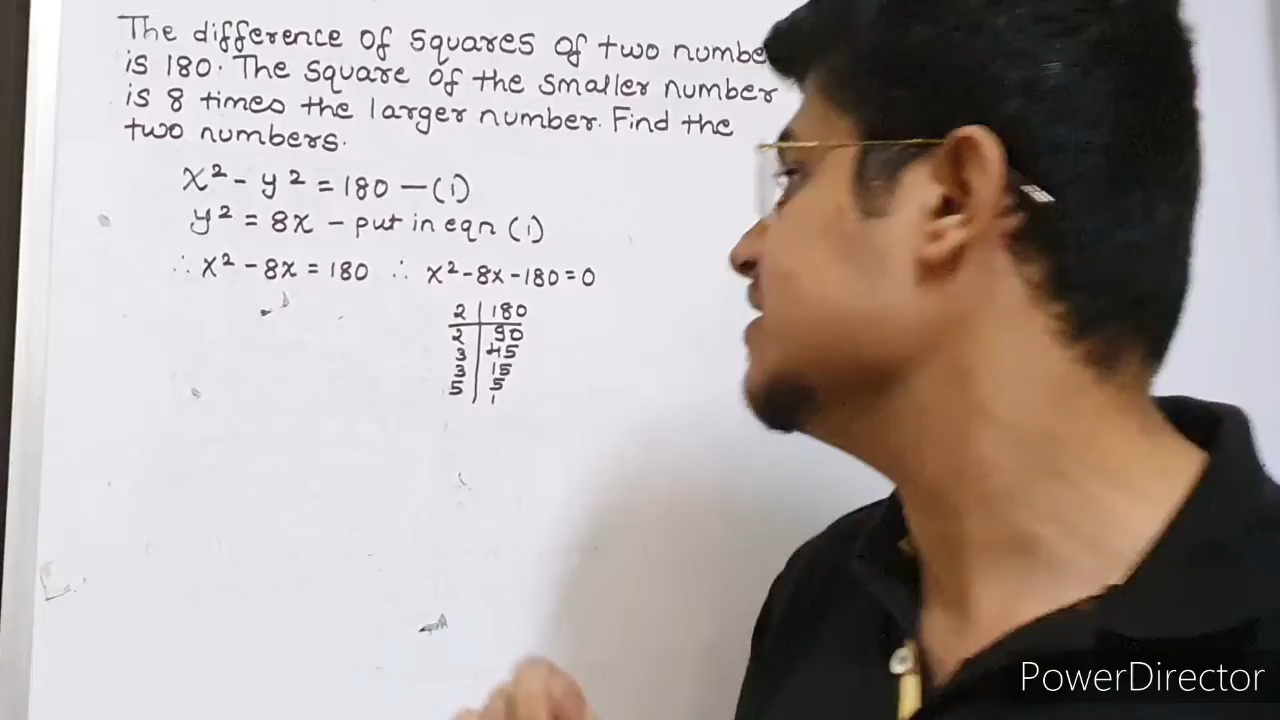 The difference of squares of two numbe
is 180. The square of the smaller number
is 8 times the larger number. Find the
two numbers.
x² - y² = 180 — (1)
y² = 8x - put in eqn (1)
∴ x² - 8x = 180 ∴ x² - 8x - 180 = 0
2 | 180
2 | 90
3 | 45
3 | 15
5 | 5
1
PowerDirector